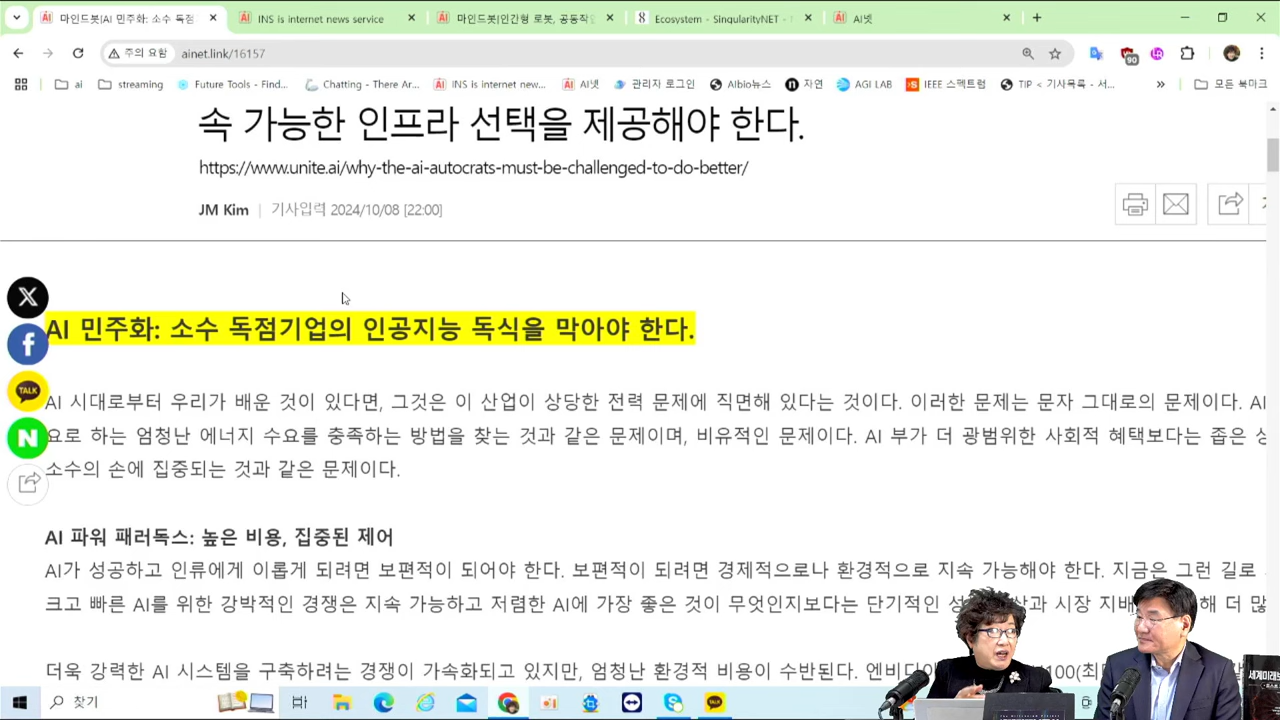 마인드봇|AI 민주화: 소수 독점
INS is internet news service
마인드봇|인간형 로봇, 공동작
Ecosystem - SingularityNET -
AI넷
주의 요함
ainet.link/16157
90
ai
streaming
Future Tools - Find...
Chatting - There Ar...
INS is internet new...
AI넷
관리자 로그인
AIbio뉴스
자연
AGI LAB
IEEE 스펙트럼
TIP < 기사목록 - 서...
모든 북마크
속 가능한 인프라 선택을 제공해야 한다.
https://www.unite.ai/why-the-ai-autocrats-must-be-challenged-to-do-better/
JM Kim | 기사입력 2024/10/08 [22:00]
AI 민주화: 소수 독점기업의 인공지능 독식을 막아야 한다.
TALK
AI 시대로부터 우리가 배운 것이 있다면, 그것은 이 산업이 상당한 전력 문제에 직면해 있다는 것이다. 이러한 문제는 문자 그대로의 문제이다. AI
요로 하는 엄청난 에너지 수요를 충족하는 방법을 찾는 것과 같은 문제이며, 비유적인 문제이다. AI 부가 더 광범위한 사회적 혜택보다는 좁은
소수의 손에 집중되는 것과 같은 문제이다.
AI 파워 패러독스: 높은 비용, 집중된 제어
AI가 성공하고 인류에게 이롭게 되려면 보편적이 되어야 한다. 보편적이 되려면 경제적으로나 환경적으로 지속 가능해야 한다. 지금은 그런 길로
크고 빠른 AI를 위한 강박적인 경쟁은 지속 가능하고 저렴한 AI에 가장 좋은 것이 무엇인지보다는 단기적인 시장 더 많
더욱 강력한 AI 시스템을 구축하려는 경쟁이 가속화되고 있지만, 엄청난 환경적 비용이 수반된다.
찾기
TALK
세계미래보